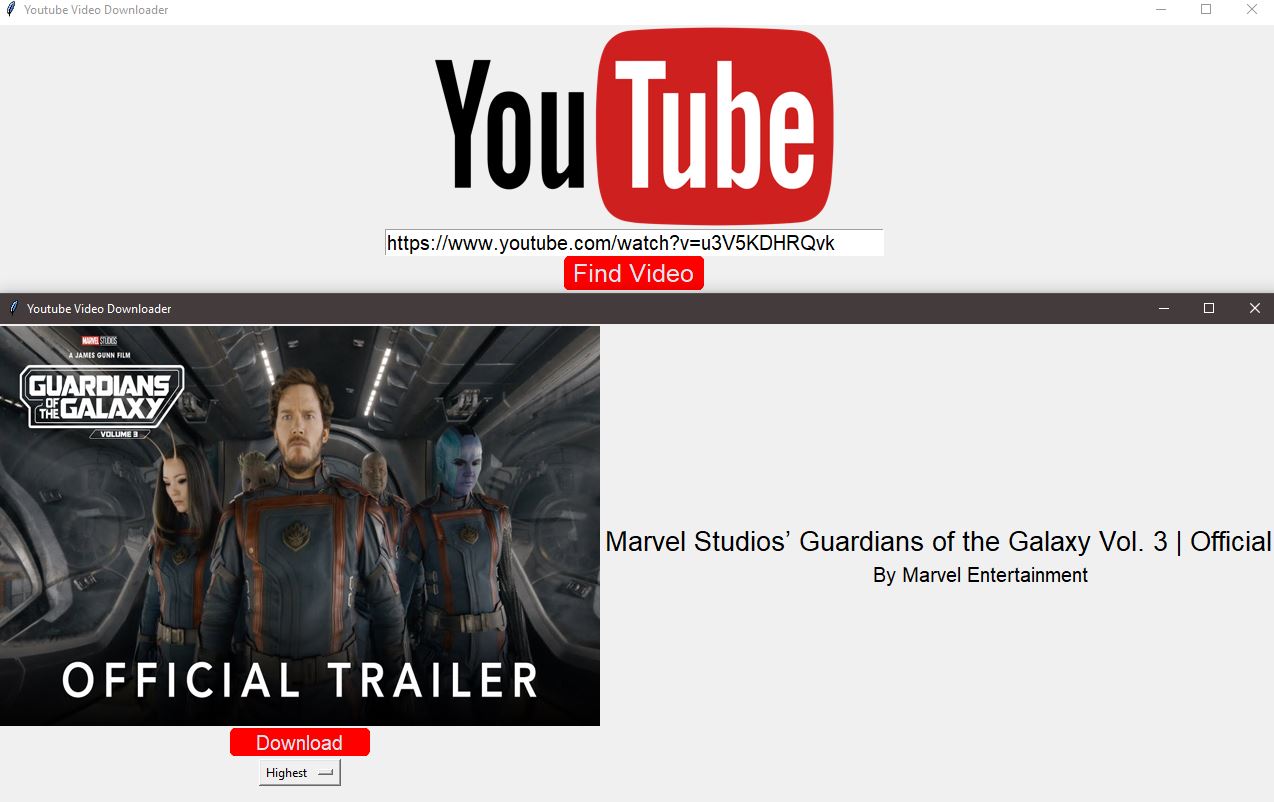 Youtube Video Downloader
YouTube
https://www.youtube.com/watch?v=u3V5KDHRQvk
Find Video
Youtube Video Downloader
MARVEL STUDIOS
A JAMES GUNN FILM
GUARDIANS
OF THE GALAXY
VOLUME 3
OFFICIAL TRAILER
Marvel Studios’ Guardians of the Galaxy Vol. 3 | Official
By Marvel Entertainment
Download
Highest